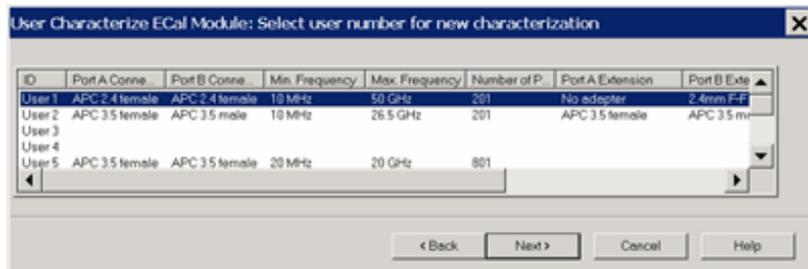 User Characterize ECal Module: Select user number for new characterization
ID Port A Conne... Port B Conne... Min. Frequency Max. Frequency Number of P... Port A Extension Port B Exte
User 1 APC 2.4 female APC 2.4 female 10 MHz 50 GHz 201 No adapter 2.4mm F-F
User 2 APC 3.5 female APC 3.5 male 10 MHz 26.5 GHz 201 APC 3.5 female APC 3.5 m
User 3
User 4
User 5 APC 3.5 female APC 3.5 female 20 MHz 20 GHz 801
< Back Next > Cancel Help